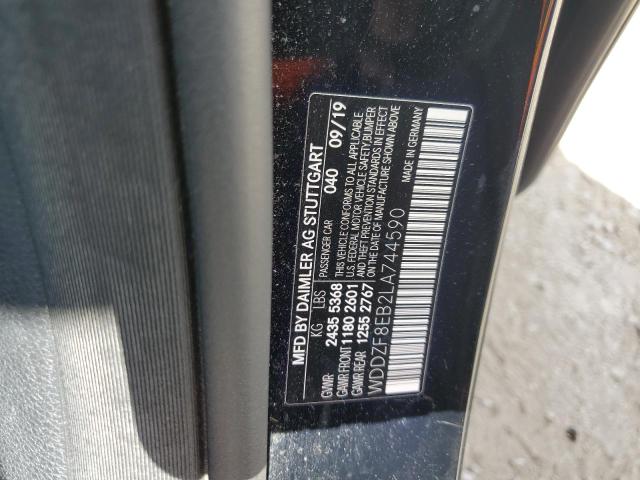 MFD BY DAIMLER AG STUTTGART
KG LBS
GVWR 2435 5368
GAWR FRONT 1180 2601
GAWR REAR 1255 2767
PASSENGER CAR 040 09/19
THIS VEHICLE CONFORMS TO ALL APPLICABLE
U.S. FEDERAL MOTOR VEHICLE SAFETY,BUMPER
AND THEFT PREVENTION STANDARDS IN EFFECT
ON THE DATE OF MANUFACTURE SHOWN ABOVE
WDDZF8EB2LA744590
MADE IN GERMANY